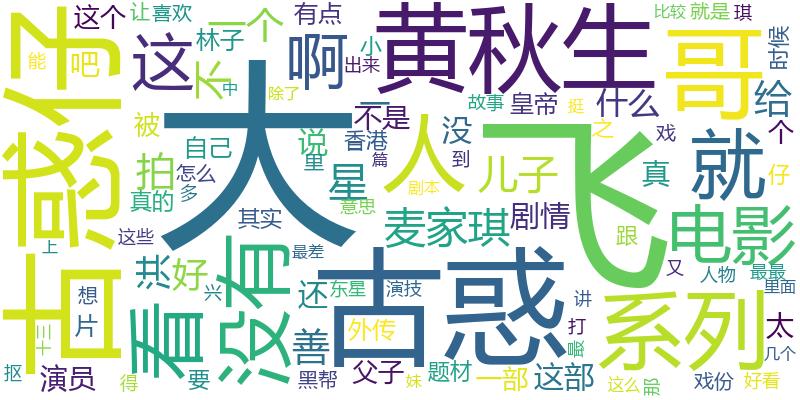 这个
让
喜欢
一个
有点
黄秋生
比较
就是
琪
能
吧
这
不
林子
啊
小
出来
哥
时候
古惑仔
中
除了
一
故事
皇帝
挺
什么
给
大
被
不是
之
个
拍
自己
说
香港
人
没
飞
戏
就
怎么
里
篇
到
真
仔
真的
多
星
剧本
儿子
意思
这些
其实
麦家琪
剧情
跟
电影
上
看
没有
洪
好
最差
古惑
又
人物
最最
里面
想
兴
还
东星
演技
讲
系列
片
十三
善
外传
打
太
最
几个
抠
演员
得
要
黑帮
父子
妹
题材
一部
这部
这么
那
戏份
好看